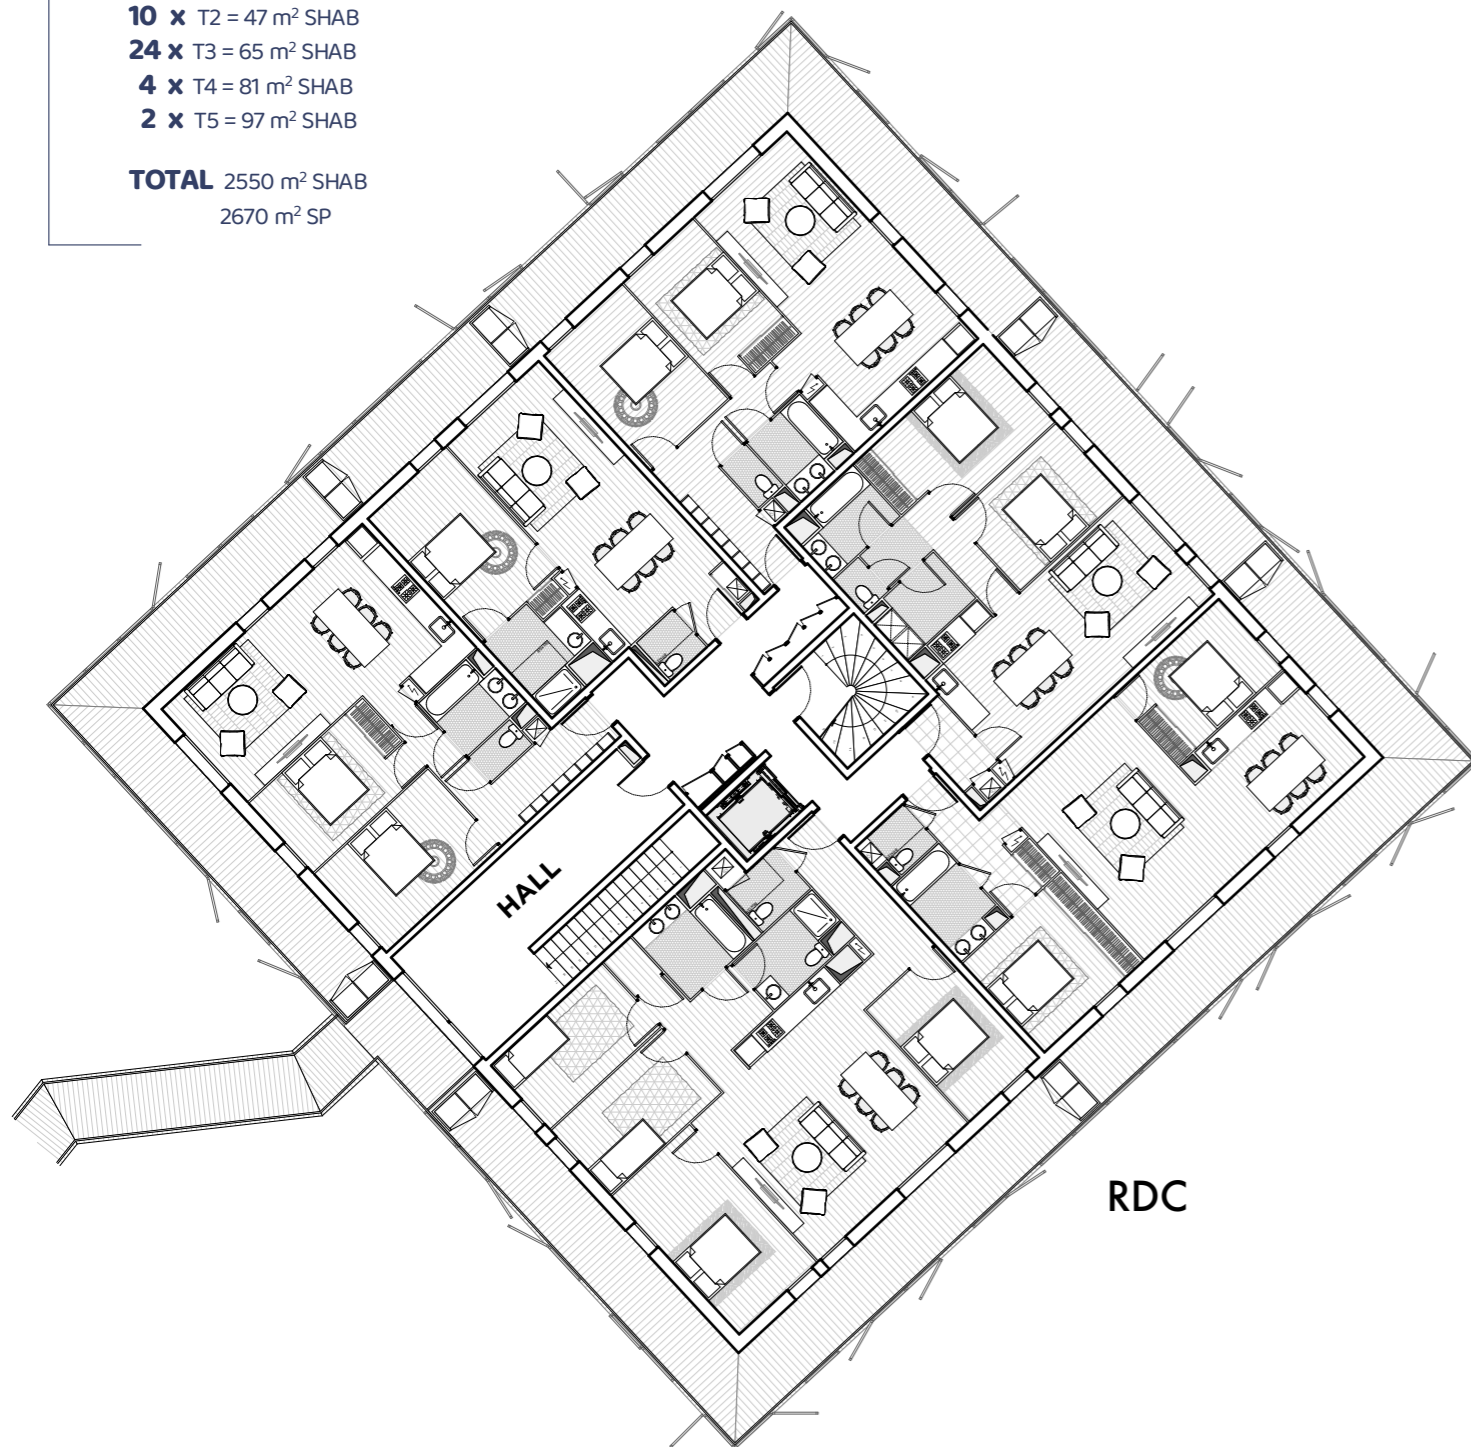 10 x T2 = 47 m² SHAB
24 x T3 = 65 m² SHAB
4 x T4 = 81 m² SHAB
2 x T5 = 97 m² SHAB
TOTAL 2550 m² SHAB
2670 m² SP
HALL
RDC